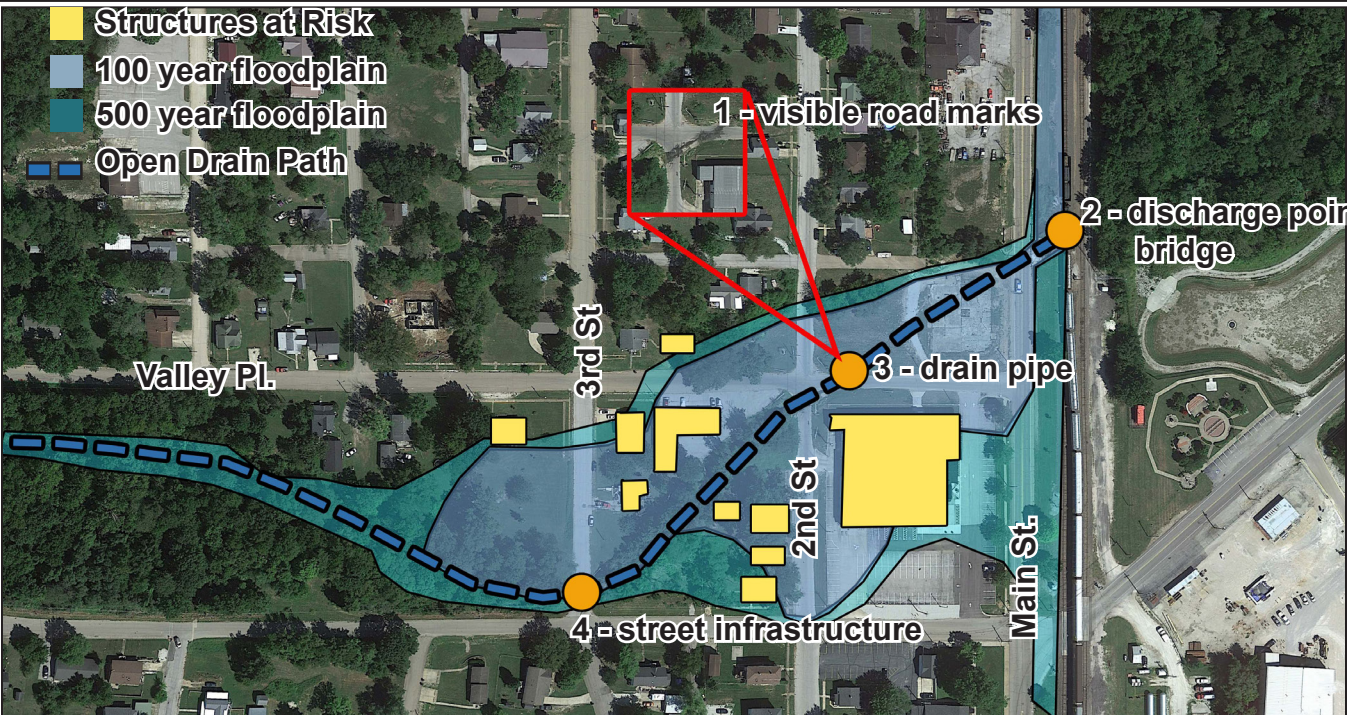 Structures at Risk
100 year floodplain
500 year floodplain
Open Drain Path
1 - visible road marks
2 - discharge poin
bridge
3rd St
Valley Pl.
3 - drain pipe
2nd St
Main St.
4 - street infrastructure